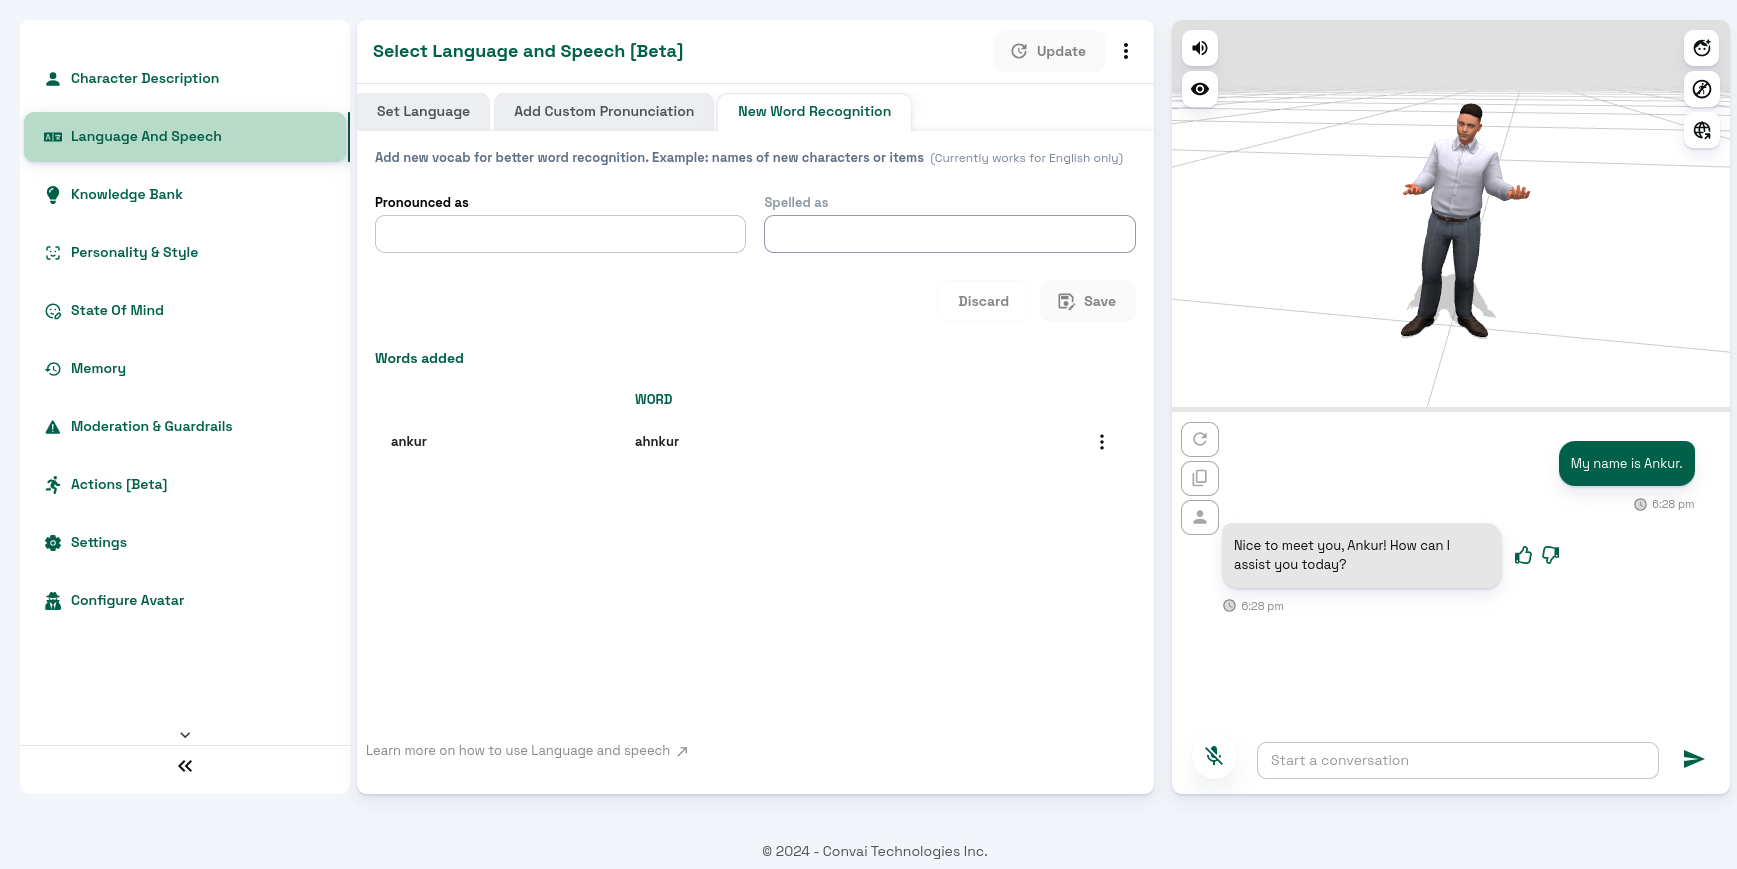 Character Description
Language And Speech
Knowledge Bank
Personality & Style
State Of Mind
Memory
Moderation & Guardrails
Actions [Beta]
Settings
Configure Avatar
Select Language and Speech [Beta]
Update
Set Language
Add Custom Pronunciation
New Word Recognition
Add new vocab for better word recognition. Example: names of new characters or items (Currently works for English only)
Pronounced as
Spelled as
Discard
Save
Words added
WORD
ankur
ahnkur
Learn more on how to use Language and speech
My name is Ankur.
6:28 pm
Nice to meet you, Ankur! How can I
assist you today?
6:28 pm
Start a conversation
© 2024 - Convai Technologies Inc.